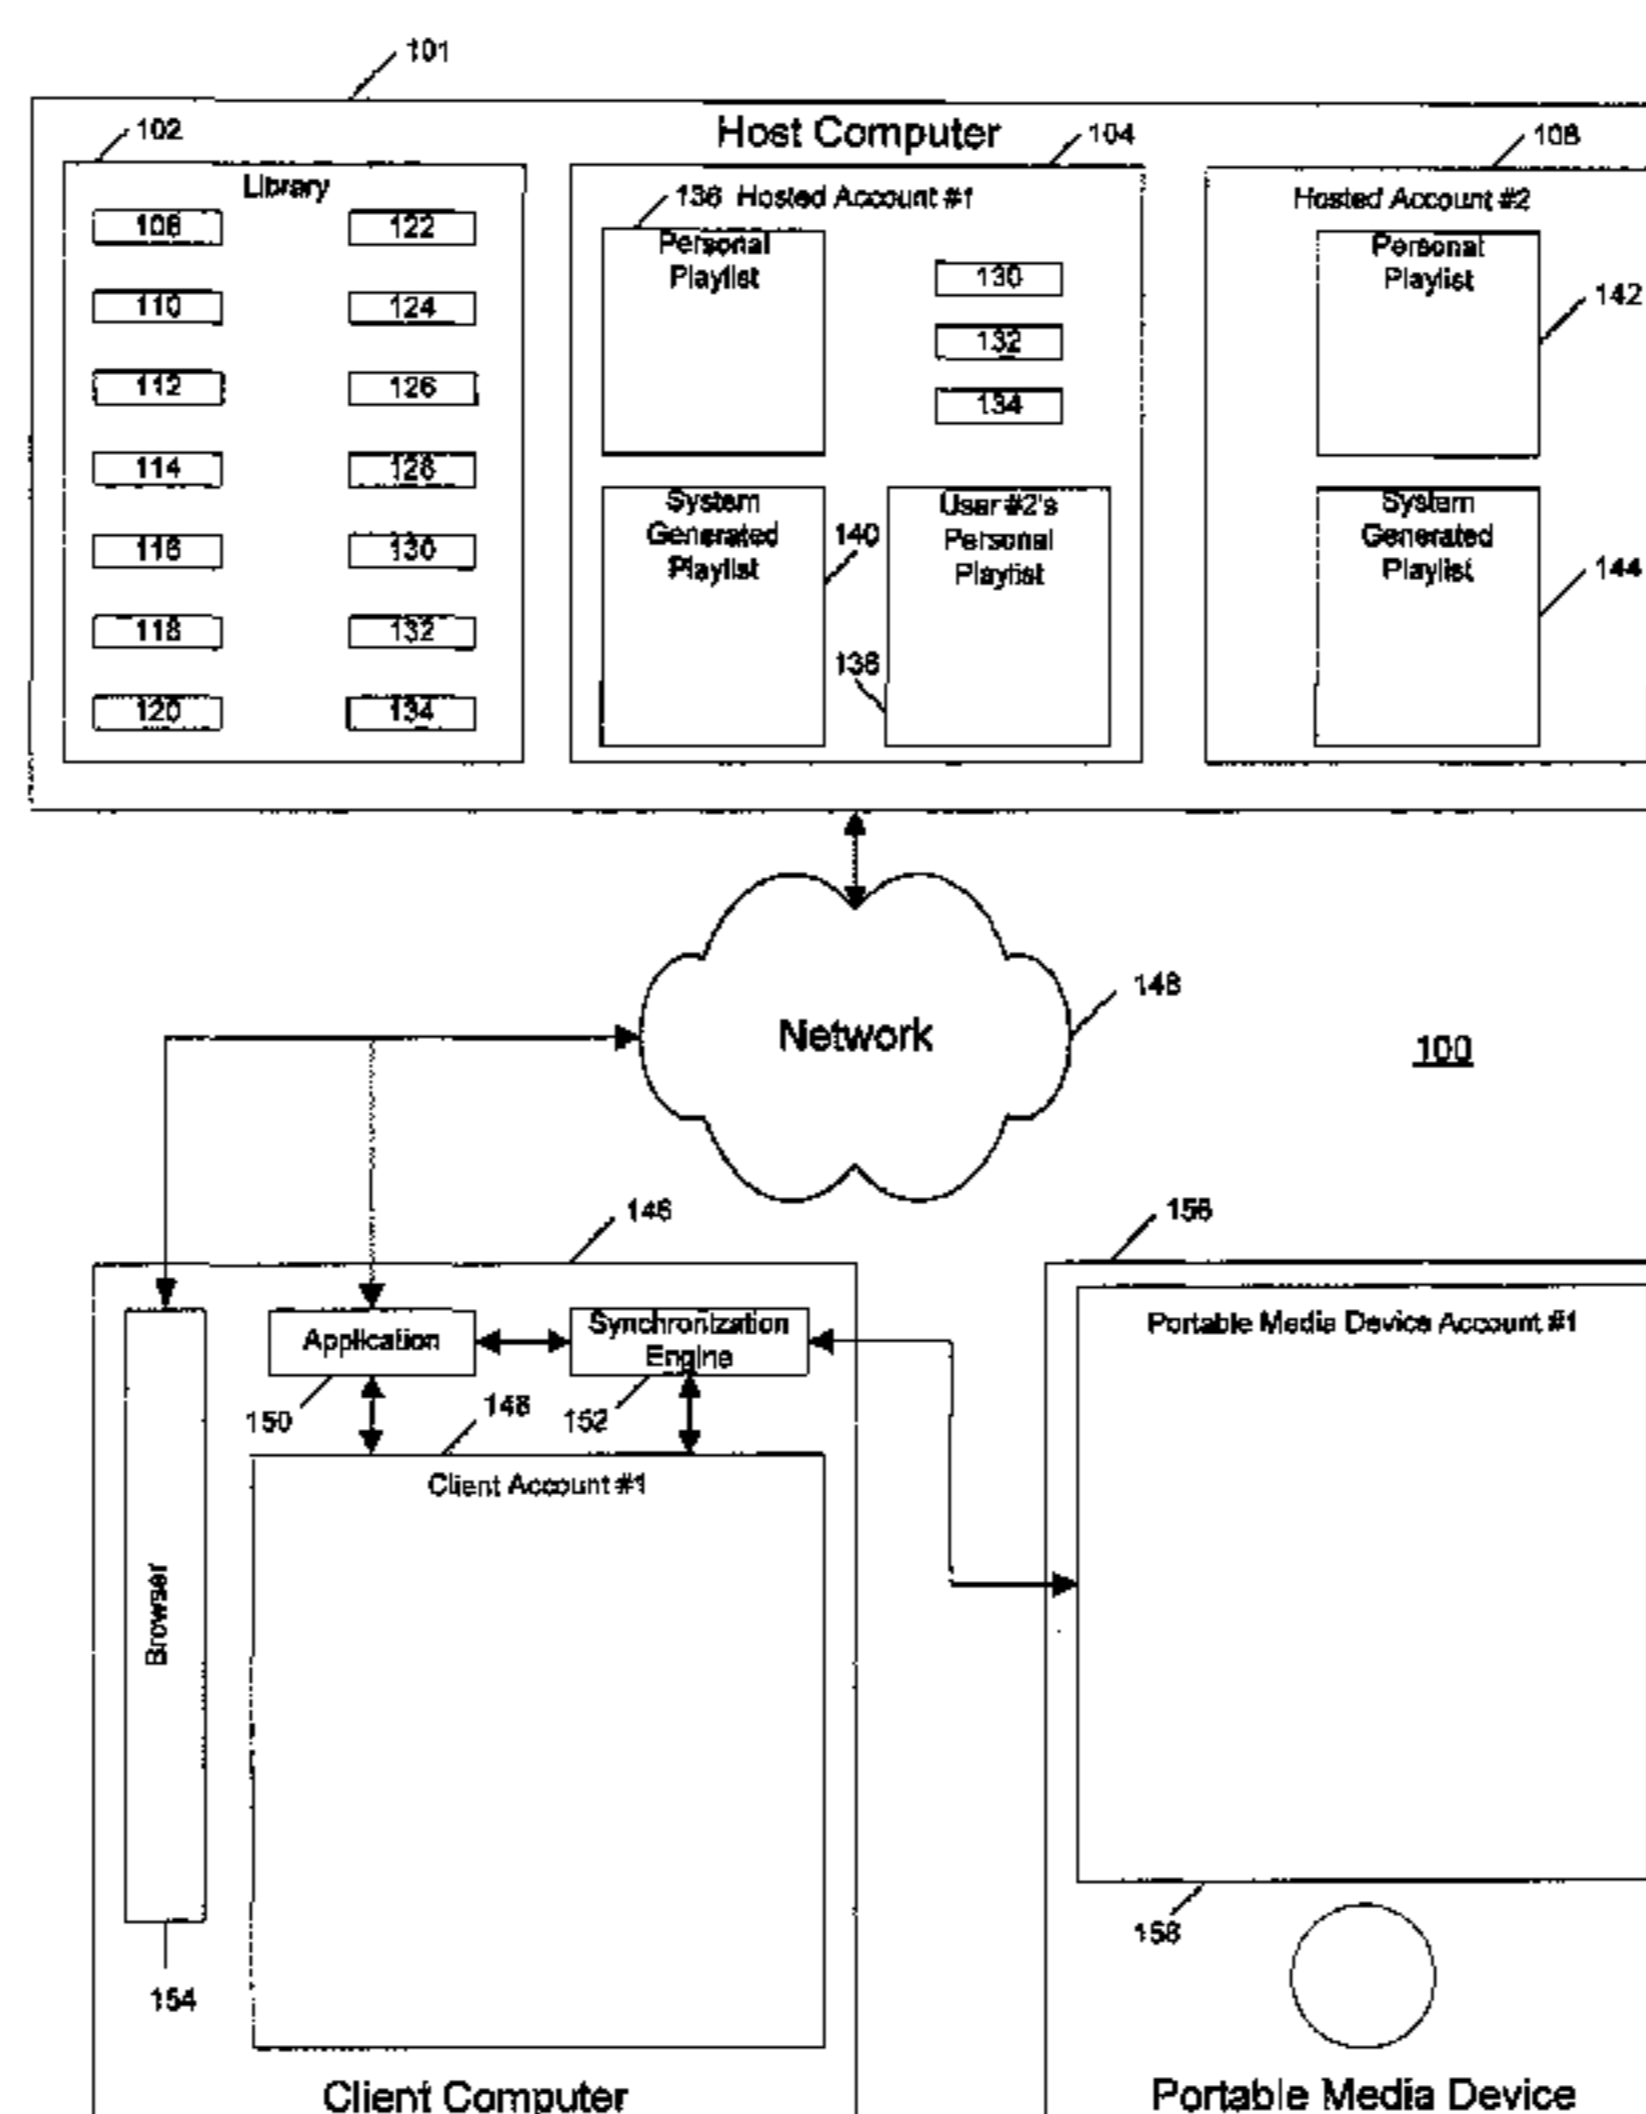 101
Host Computer
102
104
108
Library
136 Hosted Account #1
Hosted Account #2
108
122
110
124
112
126
114
128
116
130
118
132
120
134
Personal
Playlist
130
132
134
System
Generated
Playlist
140
User #2's
Personal
Playlist
138
Personal
Playlist
142
System
Generated
Playlist
144
Network
148
100
146
156
Application
Synchronization
Engine
150
148
152
Client Account #1
Browser
154
Client Computer
Portable Media Device Account #1
158
Portable Media Device